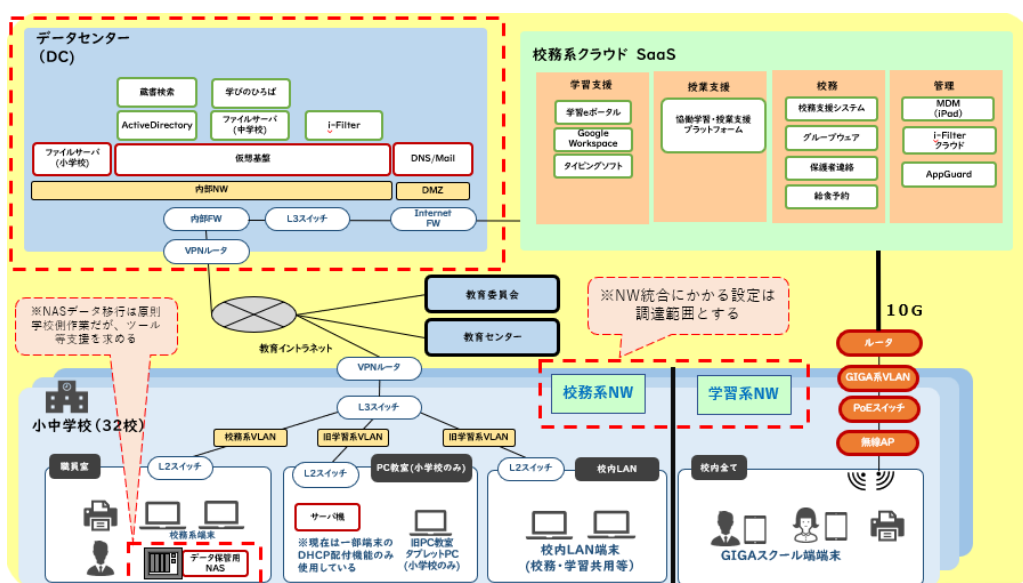 データセンター
(DC)
蔵書検索
学びのひろば
ActiveDirectory
ファイルサーバ
(中学校)
i-Filter
ファイルサーバ
(小学校)
仮想基盤
DNS/Mail
内部NW
DMZ
内部FW
L3スイッチ
Internet
FW
VPNルータ
校務系クラウド SaaS
学習支援
学習eポータル
Google
Workspace
タイピングソフト
授業支援
協働学習・授業支援
プラットフォーム
校務
校務支援システム
グループウェア
保護者連絡
給食予約
管理
MDM
(iPad)
i-Filter
クラウド
AppGuard
※NASデータ移行は原則
学校側作業だが、ツール
等支援を求める
教育イントラネット
教育委員会
教育センター
※NW統合にかかる設定は
調達範囲とする
10G
ルータ
GIGA系VLAN
PoEスイッチ
無線AP
VPNルータ
L3スイッチ
校務系NW
学習系NW
小中学校(32校)
校務系VLAN
旧学習系VLAN
旧学習系VLAN
職員室
L2スイッチ
校務系端末
データ保管用
NAS
L2スイッチ
PC教室(小学校のみ)
サーバ機
※現在は一部端末の
DHCP配付機能のみ
使用している
旧PC教室
タブレットPC
(小学校のみ)
L2スイッチ
校内LAN
校内LAN端末
(校務・学習共用等)
校内全て
GIGAスクール端端末